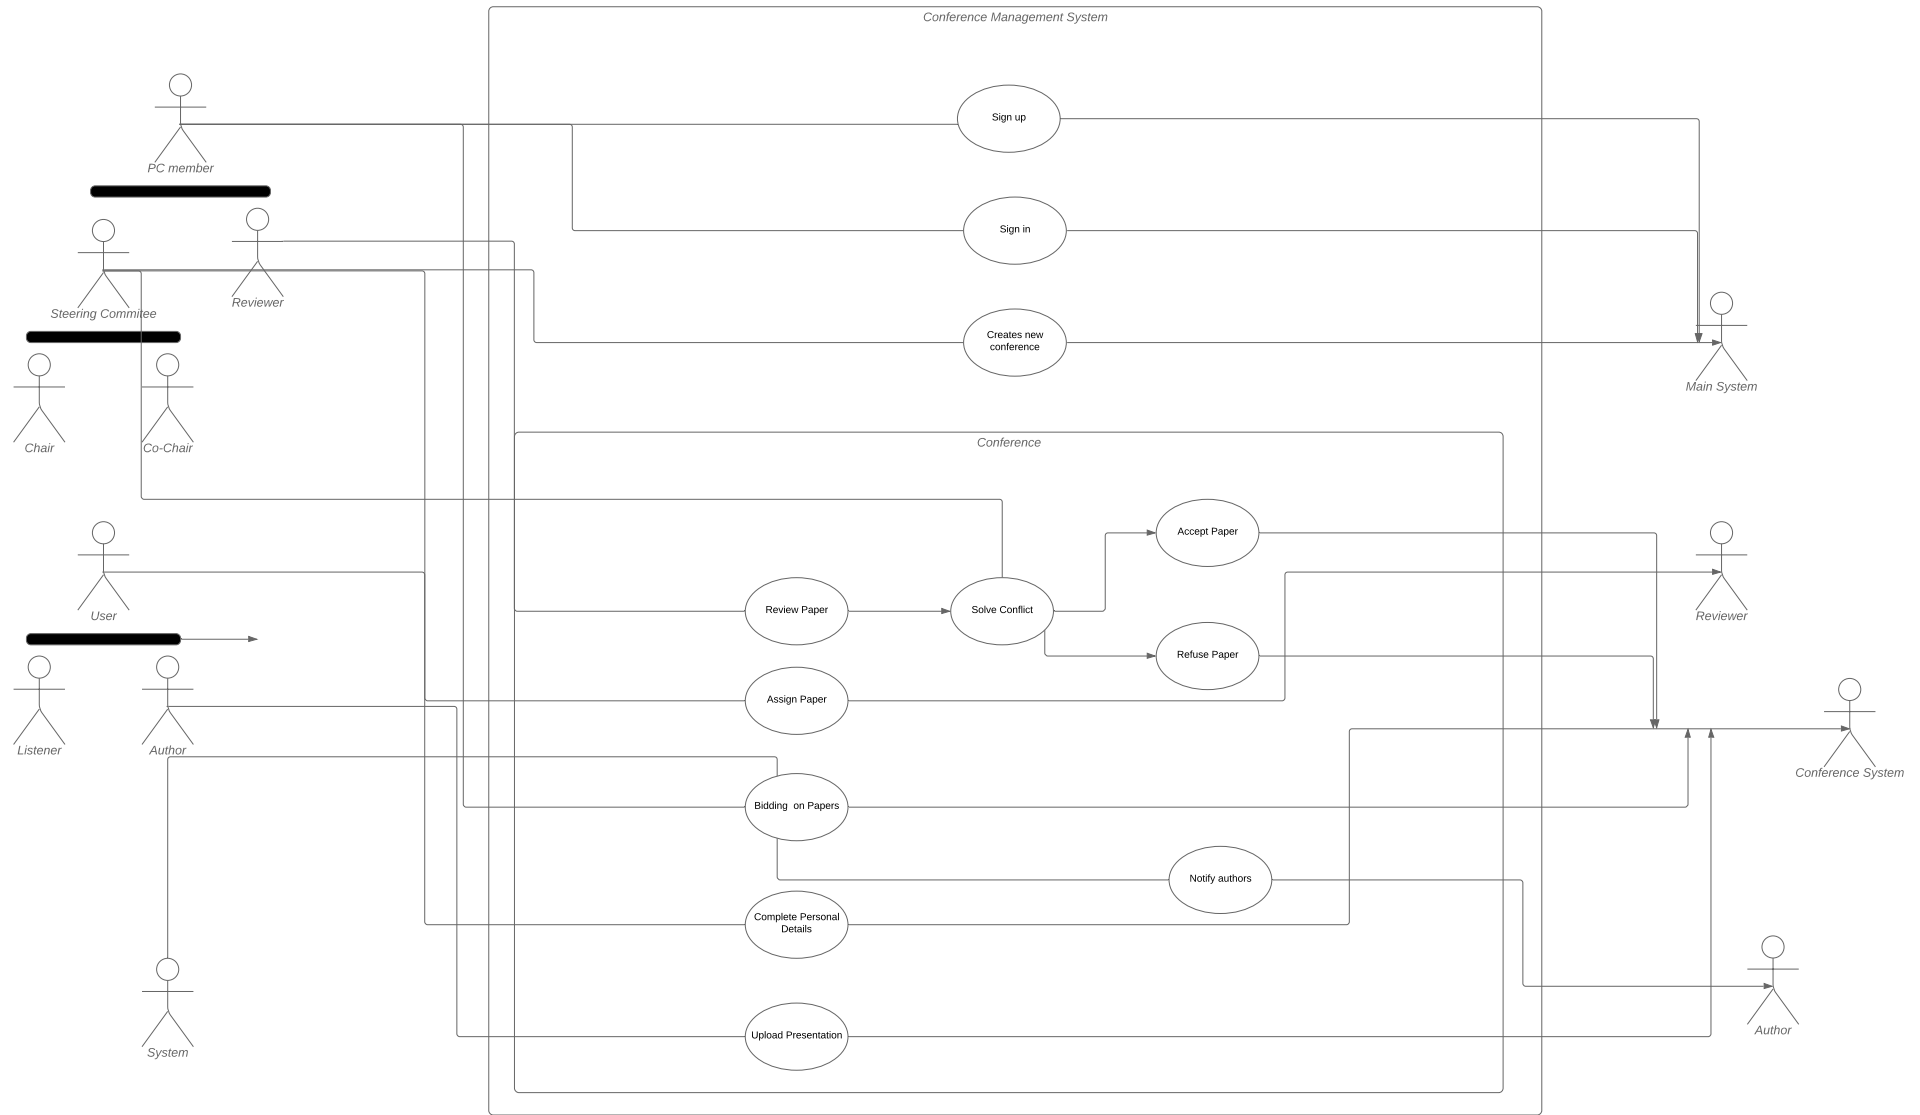 Conference Management System
PC member
Sign up
Sign in
Steering Commitee
Reviewer
Creates new
conference
Main System
Chair
Co-Chair
Conference
User
Accept Paper
Review Paper
Solve Conflict
Reviewer
Refuse Paper
Assign Paper
Listener
Author
Conference System
Bidding  on Papers
Notify authors
Complete Personal
Details
System
Upload Presentation
Author